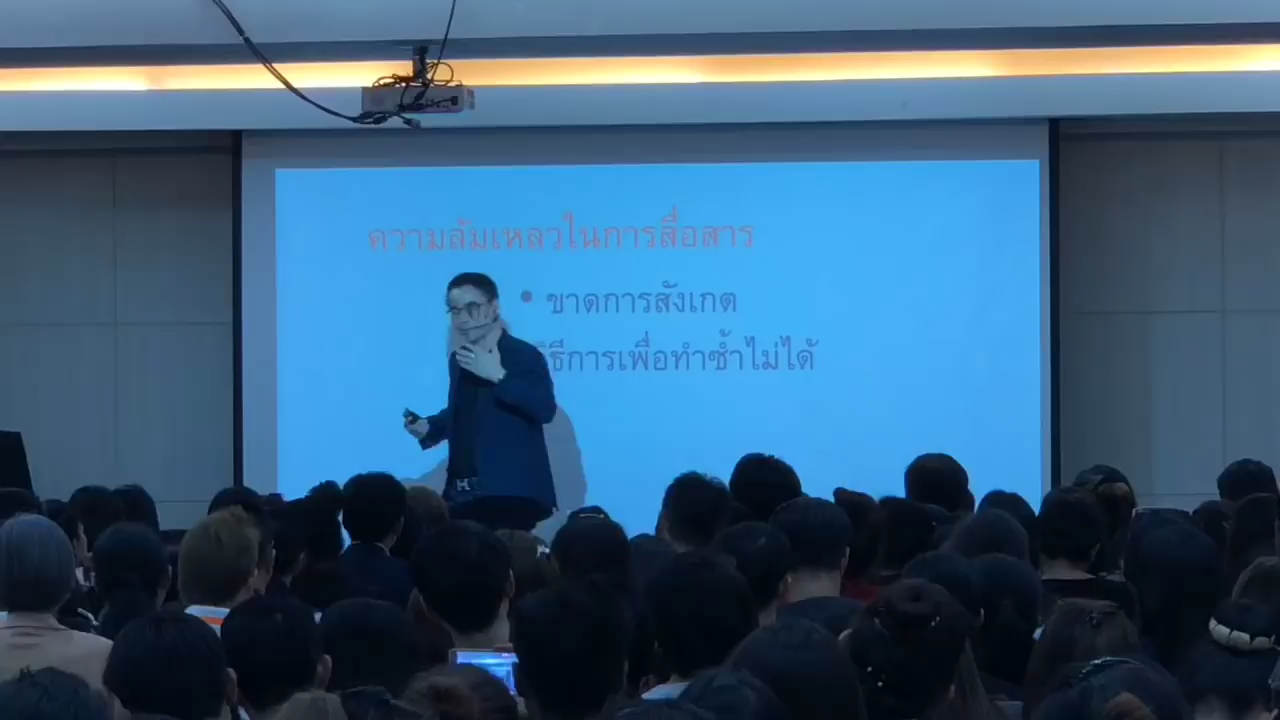 ความล้มเหลวในการสื่อสาร
• ขาดการสังเกต
วิธีการเพื่อทำซ้ำไม่ได้